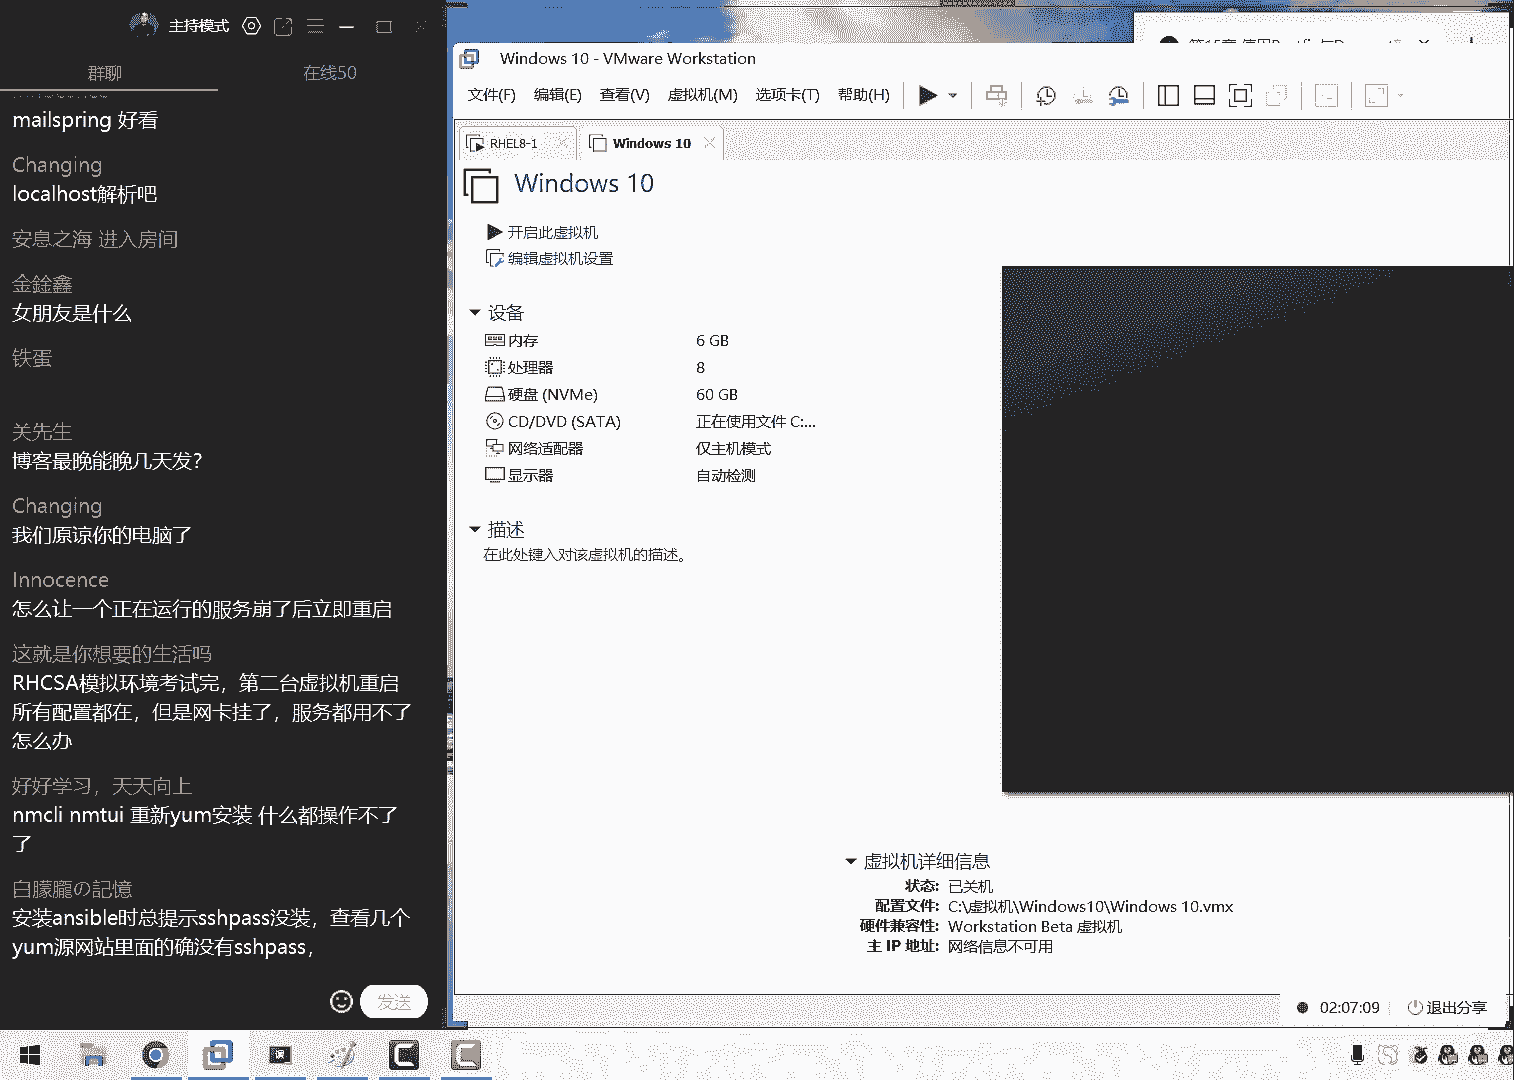 主持模式
群聊
在线50
mailspring 好看
Changing
localhost解析吧
安息之海 进入房间
金銓鑫
女朋友是什么
铁蛋
关先生
博客最晚能晚几天发?
Changing
我们原谅你的电脑了
Innocence
怎么让一个正在运行的服务崩了后立即重启
这就是你想要的生活吗
RHCSA模拟环境考试完，第二台虚拟机重启
所有配置都在，但是网卡挂了，服务都用不了
怎么办
好好学习，天天向上
nmcli nmtui 重新yum安装 什么都操作不了
了
白朦朧の記憶
安装ansible时总提示sshpass没装，查看几个
yum源网站里面的确没有sshpass，
发送
Windows 10 - VMware Workstation
文件(F) 编辑(E) 查看(V) 虚拟机(M) 选项卡(T) 帮助(H)
RHEL8-1
Windows 10
Windows 10
开启此虚拟机
编辑虚拟机设置
设备
内存 6 GB
处理器 8
硬盘 (NVMe) 60 GB
CD/DVD (SATA) 正在使用文件 C:...
网络适配器 仅主机模式
显示器 自动检测
描述
在此处键入对该虚拟机的描述。
虚拟机详细信息
状态: 已关机
配置文件: C:\虚拟机\Windows10\Windows 10.vmx
硬件兼容性: Workstation Beta 虚拟机
主 IP 地址: 网络信息不可用
02:07:09
退出分享